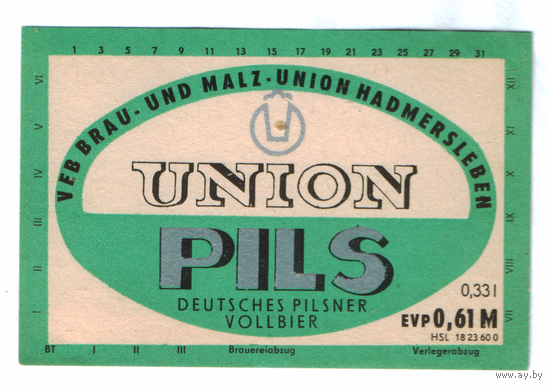 1 3 5 7 9 11 13 15 17 19 21 23 25 27 29 31
VEB BRAU- UND MALZ-UNION HADMERSLEBEN
U
UNION
PILS
DEUTSCHES PILSNER
VOLLBIER
0,33 l
EVP 0,61 M
HSL 18 23 60 0
VI
V
IV
III
II
I
XII
XI
X
IX
VIII
VII
BT I II III Brauereiabzug Verlegerabzug
www.ay.by